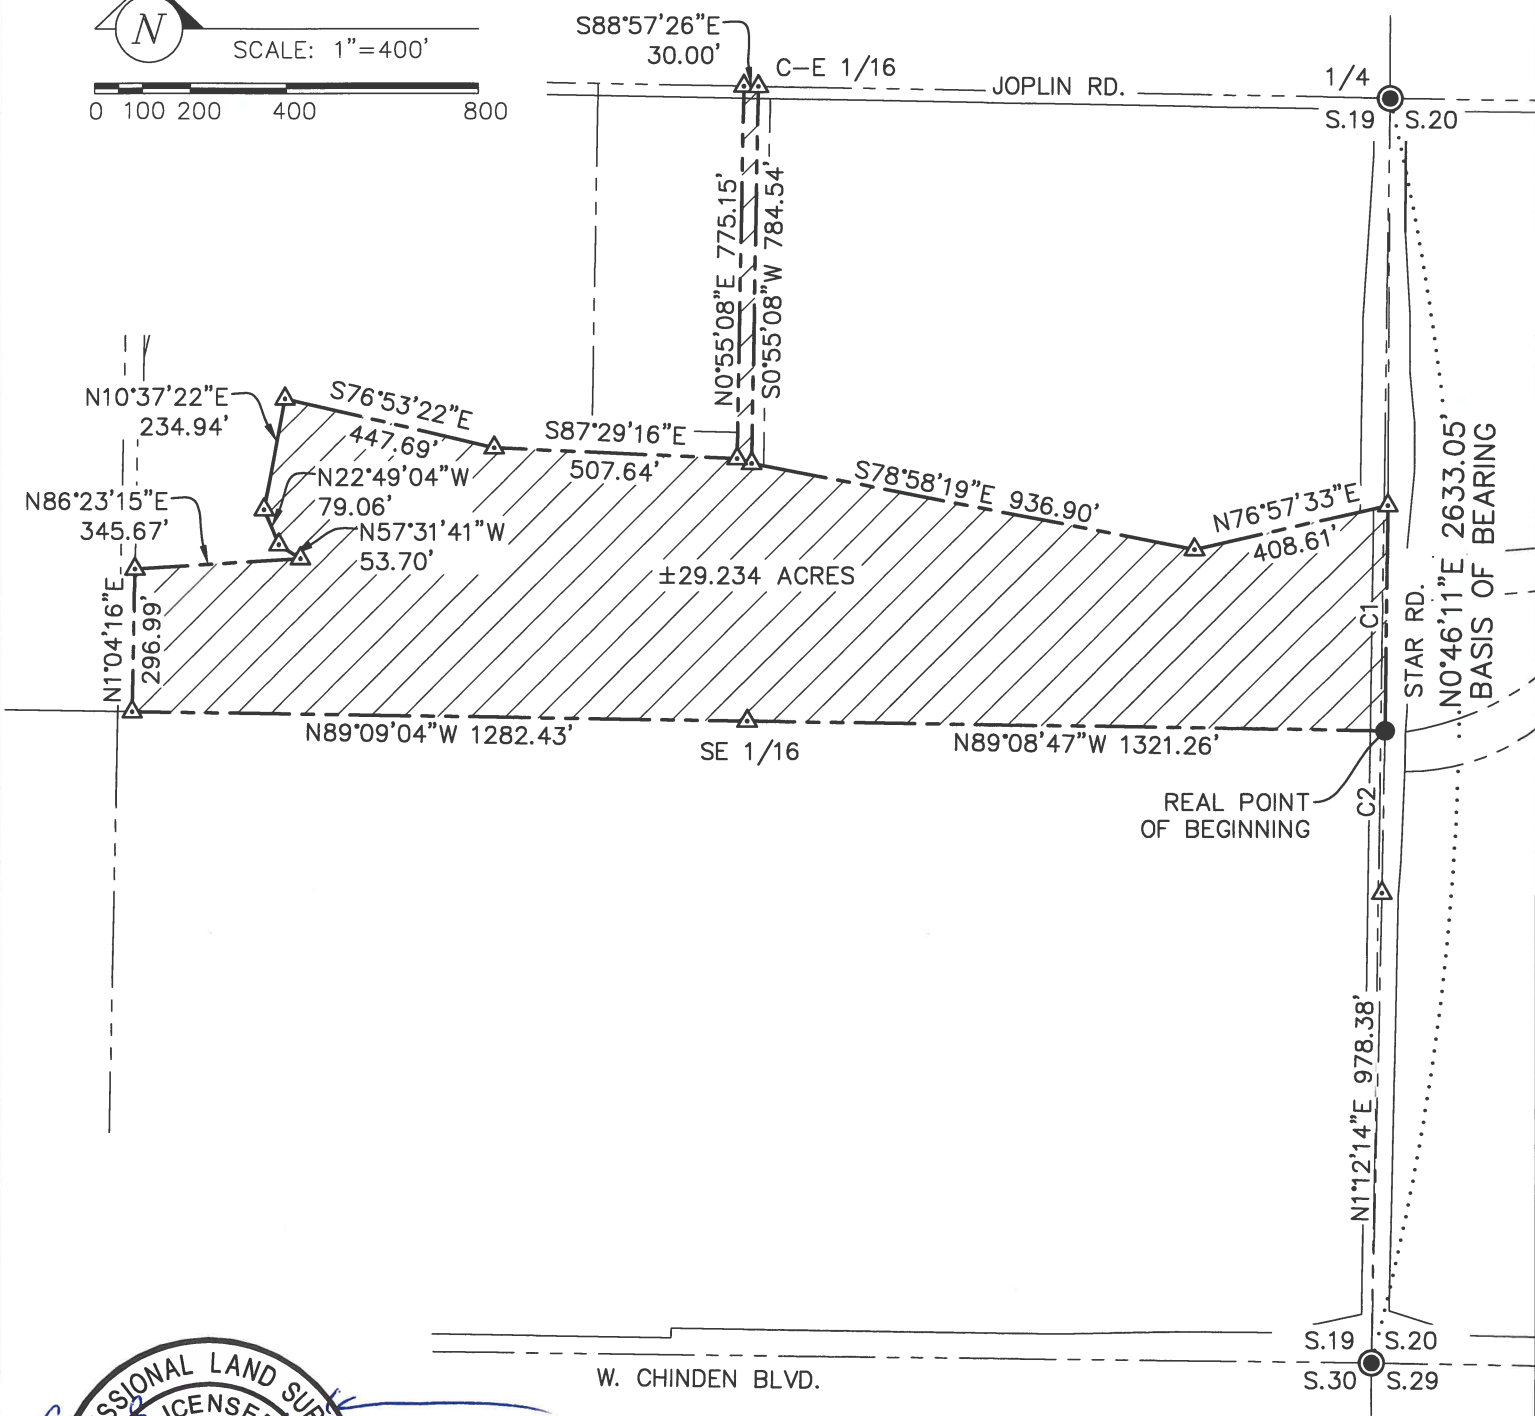 N
SCALE: 1"=400'
0 100 200 400 800
S88°57'26"E
30.00'
C-E 1/16
JOPLIN RD.
1/4
S.19 S.20
N0°55'08"E 775.15'
S0°55'08"W 784.54'
N10°37'22"E
234.94'
S76°53'22"E
447.69'
S87°29'16"E
507.64'
N22°49'04"W
79.06'
N86°23'15"E
345.67'
N57°31'41"W
53.70'
S78°58'19"E 936.90'
N76°57'33"E
408.61'
±29.234 ACRES
N1°04'16"E
296.99'
C1
STAR RD.
N0°46'11"E 2633.05'
BASIS OF BEARING
N89°09'04"W 1282.43'
SE 1/16
N89°08'47"W 1321.26'
REAL POINT
OF BEGINNING
C2
N1°12'14"E 978.38'
S.19 S.20
S.30 S.29
W. CHINDEN BLVD.
SSIONAL LAND SUR
ICENSE